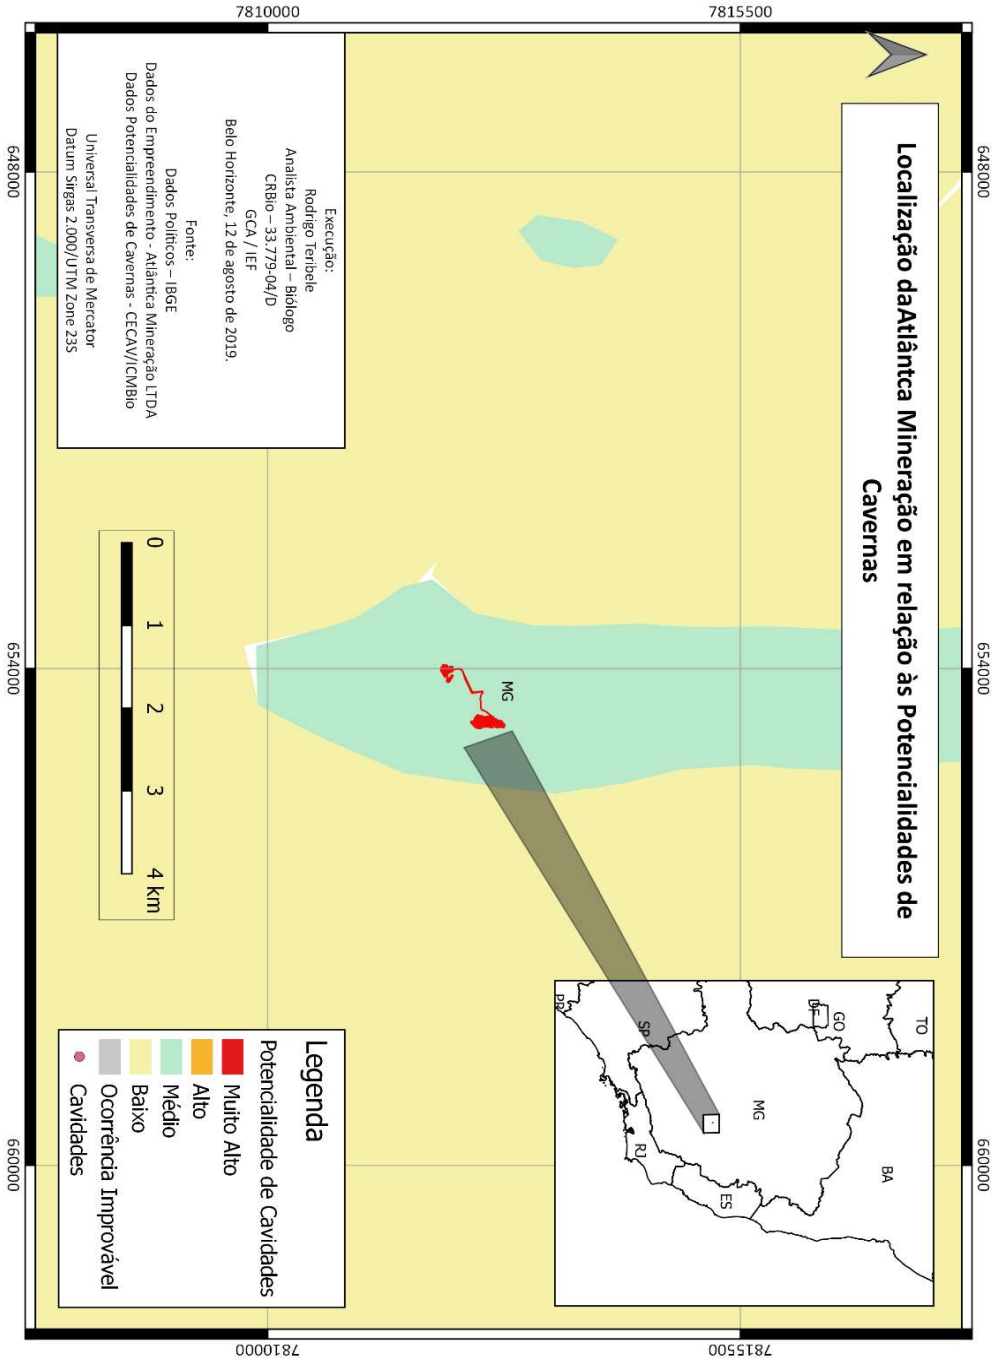 Localização daAtlântca Mineração em relação às Potencialidades de
Cavernas
648000
654000
660000
7815500
7815500
7810000
7810000
648000
654000
660000
MG
TO
GO
DF
BA
MG
SP
ES
RJ
PR
Execução:
Rodrigo Teribele
Analista Ambiental – Biólogo
CRBio – 33.779-04/D
GCA / IEF
Belo Horizonte, 12 de agosto de 2019.
Fonte:
Dados Políticos – IBGE
Dados do Empreendimento - Atlântica Mineração LTDA
Dados Potencialidades de Cavernas - CECAV/ICMBio
Universal Transversa de Mercator
Datum Sirgas 2.000/UTM Zone 23S
0 1 2 3 4 km
Legenda
Potencialidade de Cavidades
Muito Alto
Alto
Médio
Baixo
Ocorrência Improvável
Cavidades